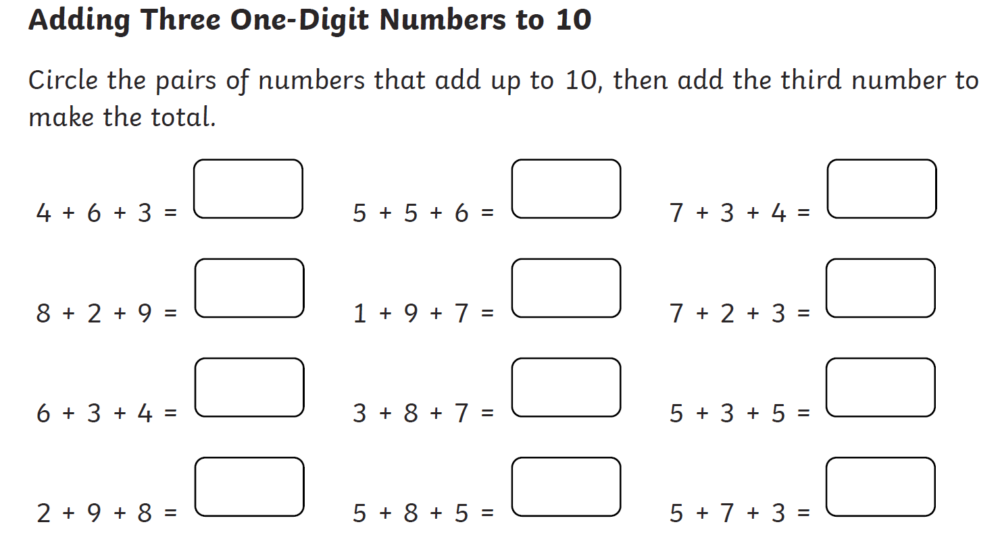 Adding Three One-Digit Numbers to 10
Circle the pairs of numbers that add up to 10, then add the third number to
make the total.
4 + 6 + 3 =
5 + 5 + 6 =
7 + 3 + 4 =
8 + 2 + 9 =
1 + 9 + 7 =
7 + 2 + 3 =
6 + 3 + 4 =
3 + 8 + 7 =
5 + 3 + 5 =
2 + 9 + 8 =
5 + 8 + 5 =
5 + 7 + 3 =